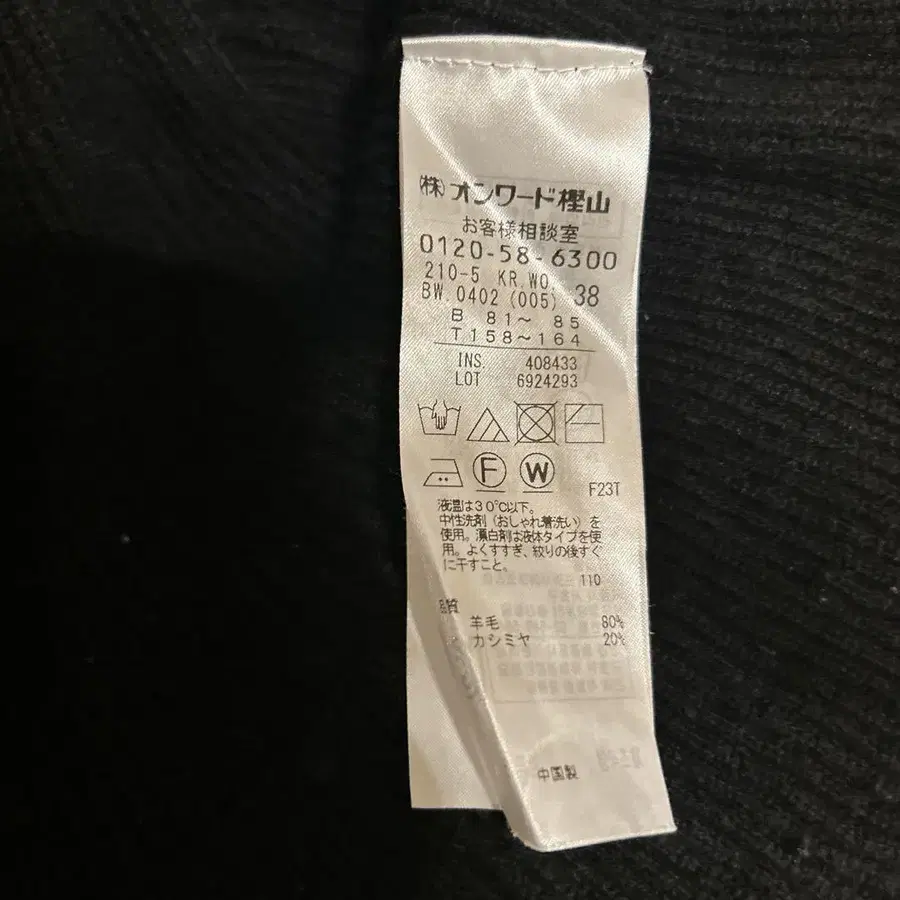 (株)オンワード樫山
お客様相談室
0120-58-6300
210-5 KR.WO.
BW.0402 (005) 38
B 81～ 85
T 158～164
INS. 408433
LOT 6924293
F
W
F23T
液温は30℃以下。
中性洗剤（おしゃれ着洗い）を
使用。漂白剤は液体タイプを使
用。よくすすぎ、絞りの後すぐ
に干すこと。
110
品質
羊毛 80%
カシミヤ 20%
中国製